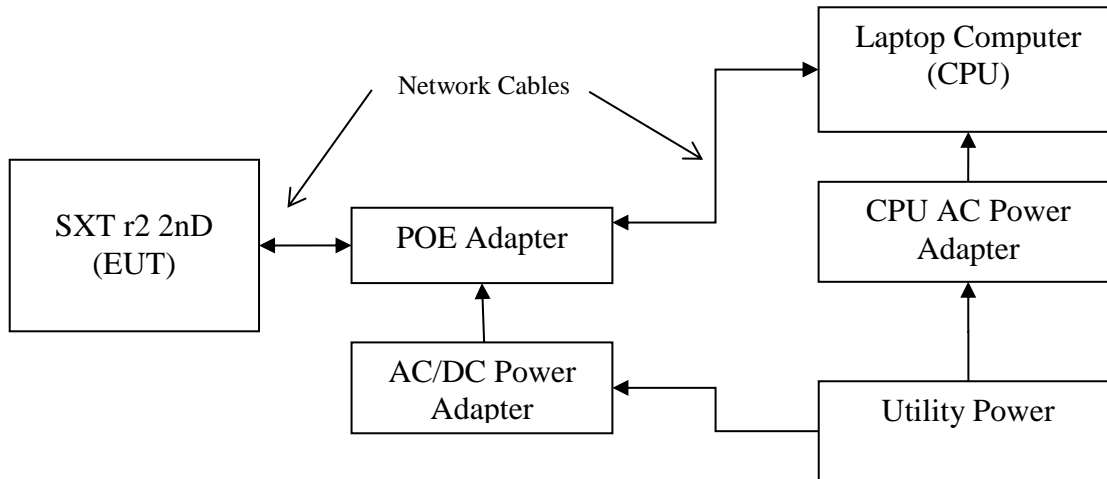 Laptop Computer
(CPU)
Network Cables
SXT r2 2nD
(EUT)
POE Adapter
CPU AC Power
Adapter
AC/DC Power
Adapter
Utility Power